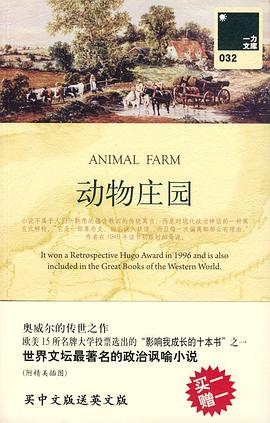 一力
文库
032
ANIMAL FARM
动物庄园
It won a Retrospective Hugo Award in 1996 and is also
included in the Great Books of the Western World.
奥威尔的传世之作
欧美15所名牌大学投票选出的“影响我成长的十本书”之一
世界文坛最著名的政治讽喻小说
(附精美插图)
买一
赠一
买中文版送英文版